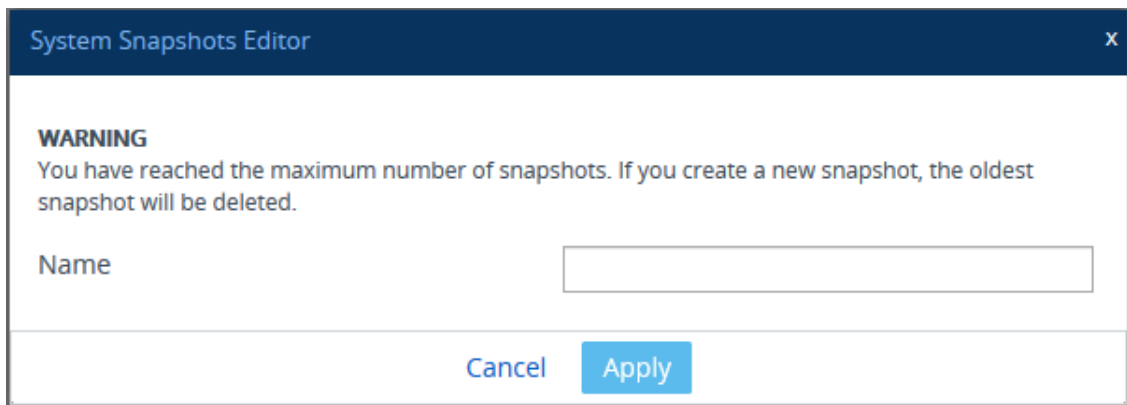 System Snapshots Editor x
WARNING
You have reached the maximum number of snapshots. If you create a new snapshot, the oldest
snapshot will be deleted.
Name
Cancel Apply